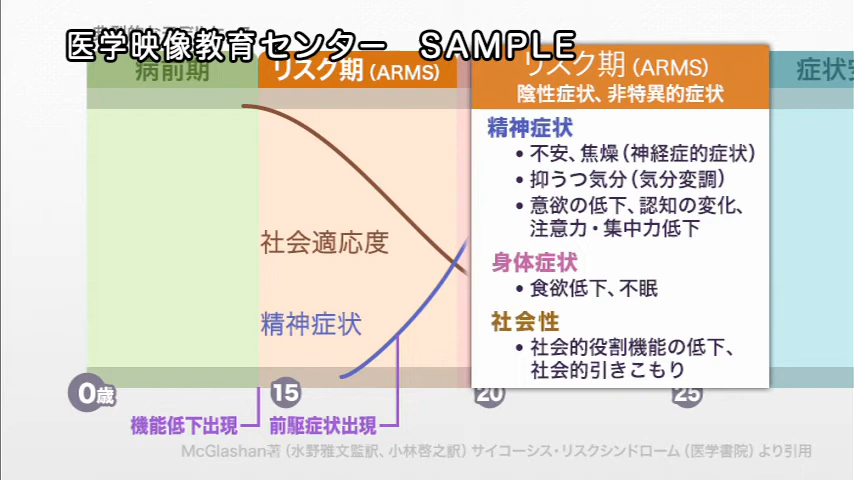 医学映像教育センター SAMPLE
病前期
リスク期(ARMS)
リスク期(ARMS)
陰性症状、非特異的症状
症状
精神症状
• 不安、焦燥(神経症的症状)
• 抑うつ気分(気分変調)
• 意欲の低下、認知の変化、
注意力・集中力低下
身体症状
• 食欲低下、不眠
社会性
• 社会的役割機能の低下、
社会的引きこもり
社会適応度
精神症状
0歳
15
20
25
機能低下出現
前駆症状出現
McGlashan著(水野雅文監訳、小林啓之訳)サイコーシス・リスクシンドローム(医学書院)より引用